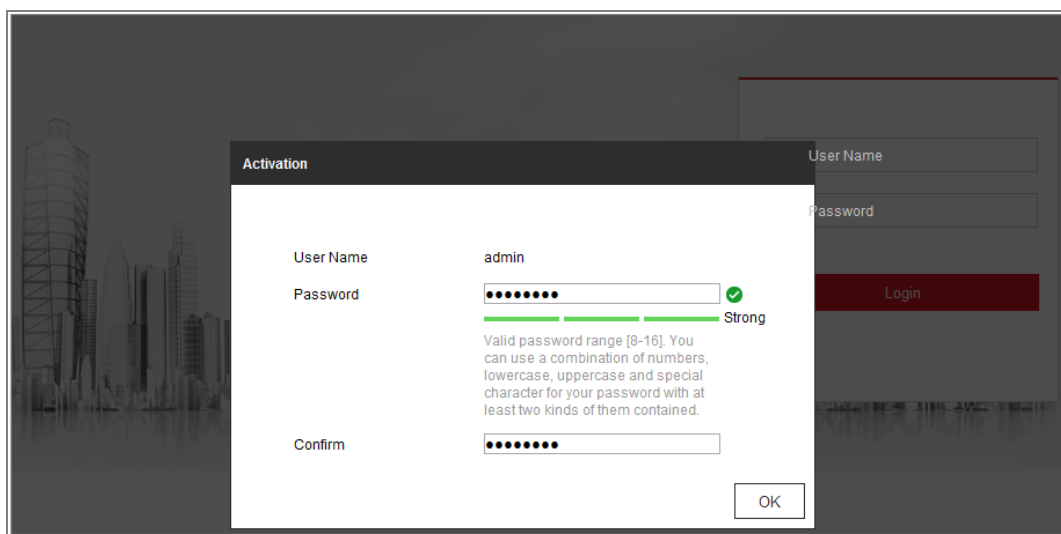 Activation
User Name
Password
Login
User Name admin
Password ●●●●●●●●
Strong
Valid password range [8-16]. You
can use a combination of numbers,
lowercase, uppercase and special
character for your password with at
least two kinds of them contained.
Confirm ●●●●●●●●
OK